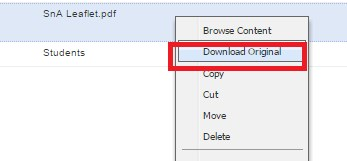 SnA Leaflet.pdf
Browse Content
Download Original
Students
Copy
Cut
Move
Delete